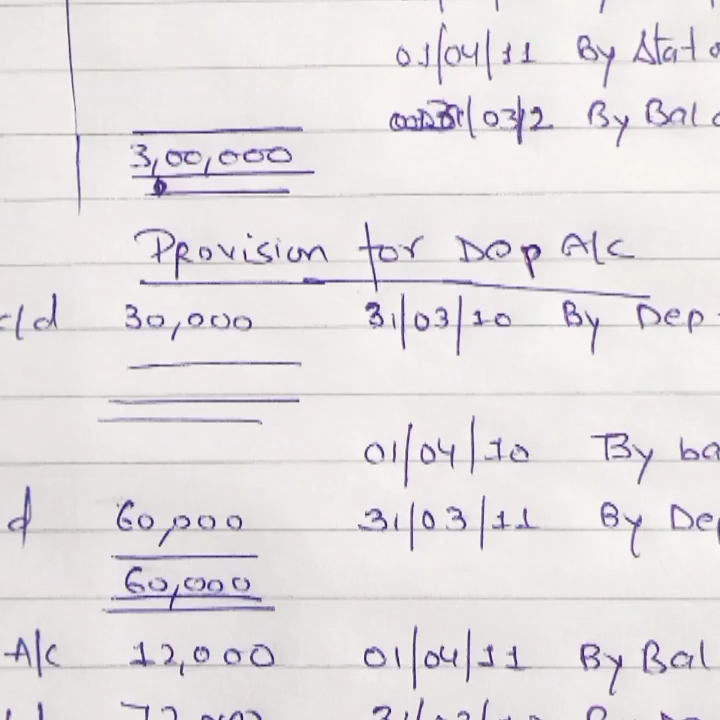 01/04/11 By Stat
/03/2 By Bal
3,00,000
Provision for Dep A/c
c/d 30,000 31/03/10 By Dep
01/04/10 By ba
d 60,000 31/03/11 By De
60,000
A/c 12,000 01/04/11 By Bal